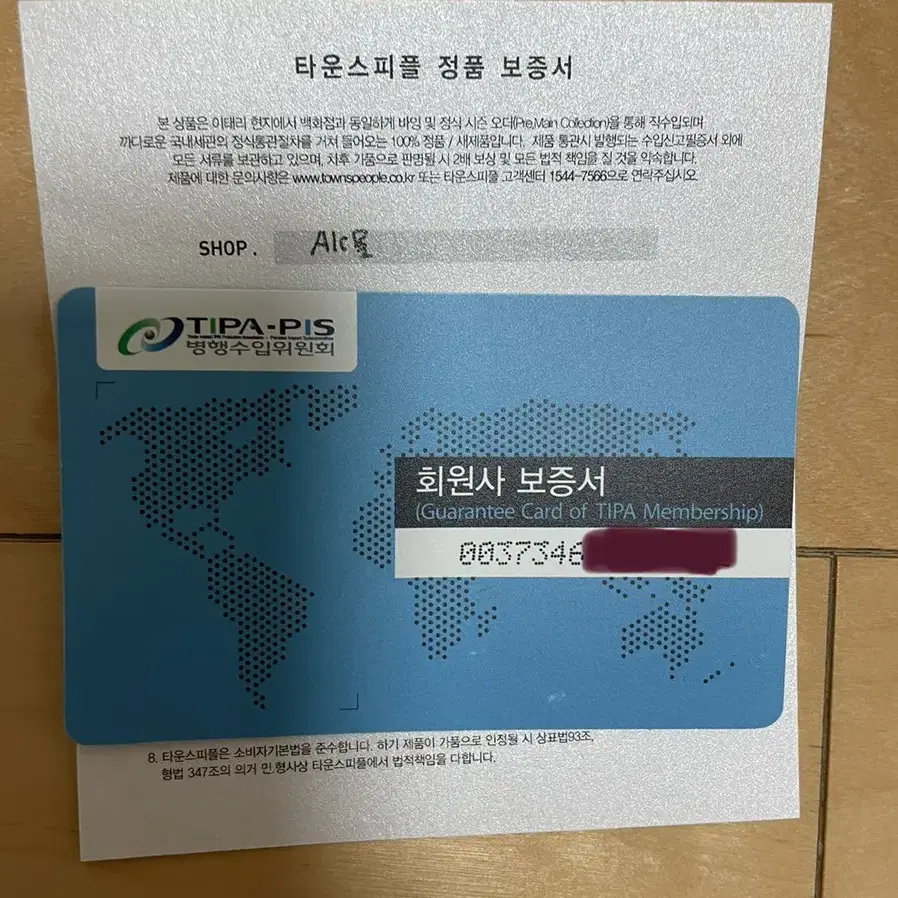 타운스피플 정품 보증서
본 상품은 이태리 현지에서 백화점과 동일하게 바잉 및 정식 시즌 오더(Pre,Main Collection)을 통해 직수입되며
까다로운 국내세관의 정식통관절차를 거쳐 들어오는 100% 정품 / 새제품입니다. 제품 통관시 발행되는 수입신고필증서 외에
모든 서류를 보관하고 있으며, 차후 가품으로 판명될 시 2배 보상 및 모든 법적 책임을 질 것을 약속합니다.
제품에 대한 문의사항은 www.townspeople.co.kr 또는 타운스피플 고객센터 1544-7566으로 연락주십시오.
SHOP.
TIPA-PIS
병행수입위원회
회원사 보증서
(Guarantee Card of TIPA Membership)
0037346
8. 타운스피플은 소비자기본법을 준수합니다. 하기 제품이 가품으로 인정될 시 상표법93조,
형법 347조의 의거 민.형사상 타운스피플에서 법적책임을 다합니다.